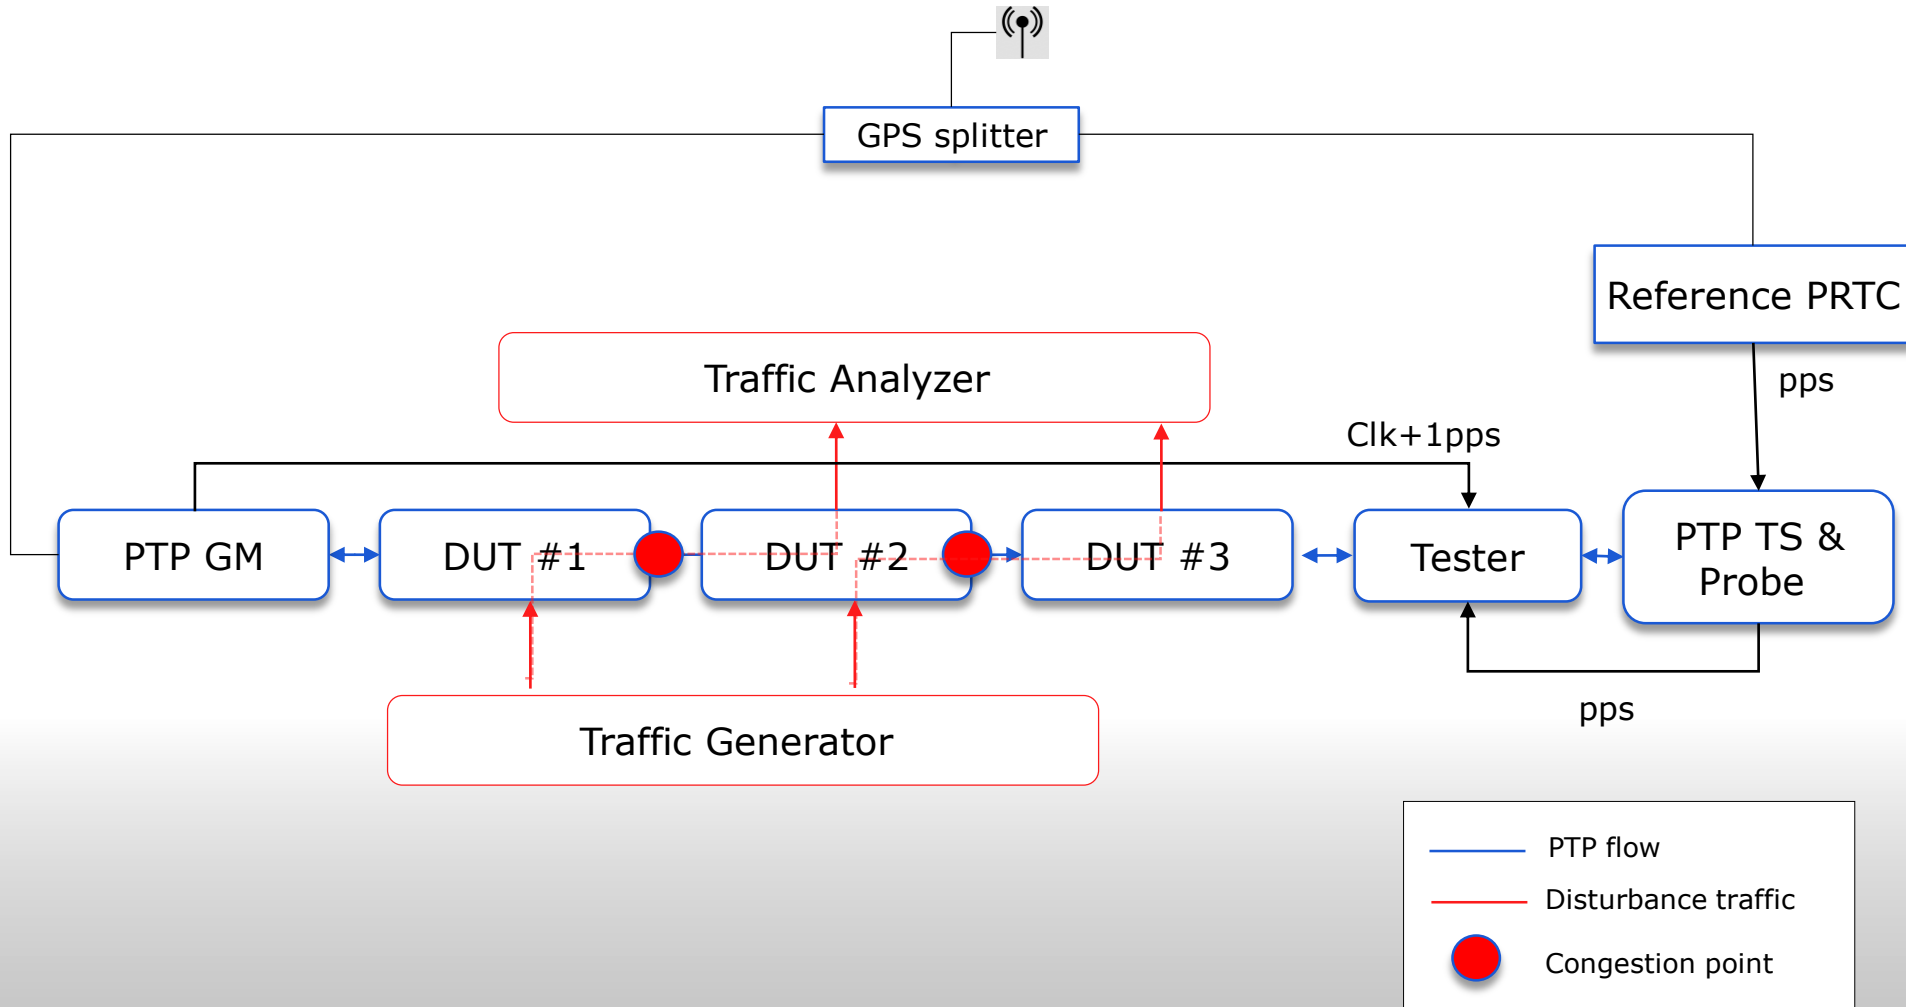 GPS splitter
Reference PRTC
Traffic Analyzer
pps
Clk+1pps
PTP GM
DUT #1
DUT #2
DUT #3
Tester
PTP TS &
Probe
pps
Traffic Generator
PTP flow
Disturbance traffic
Congestion point